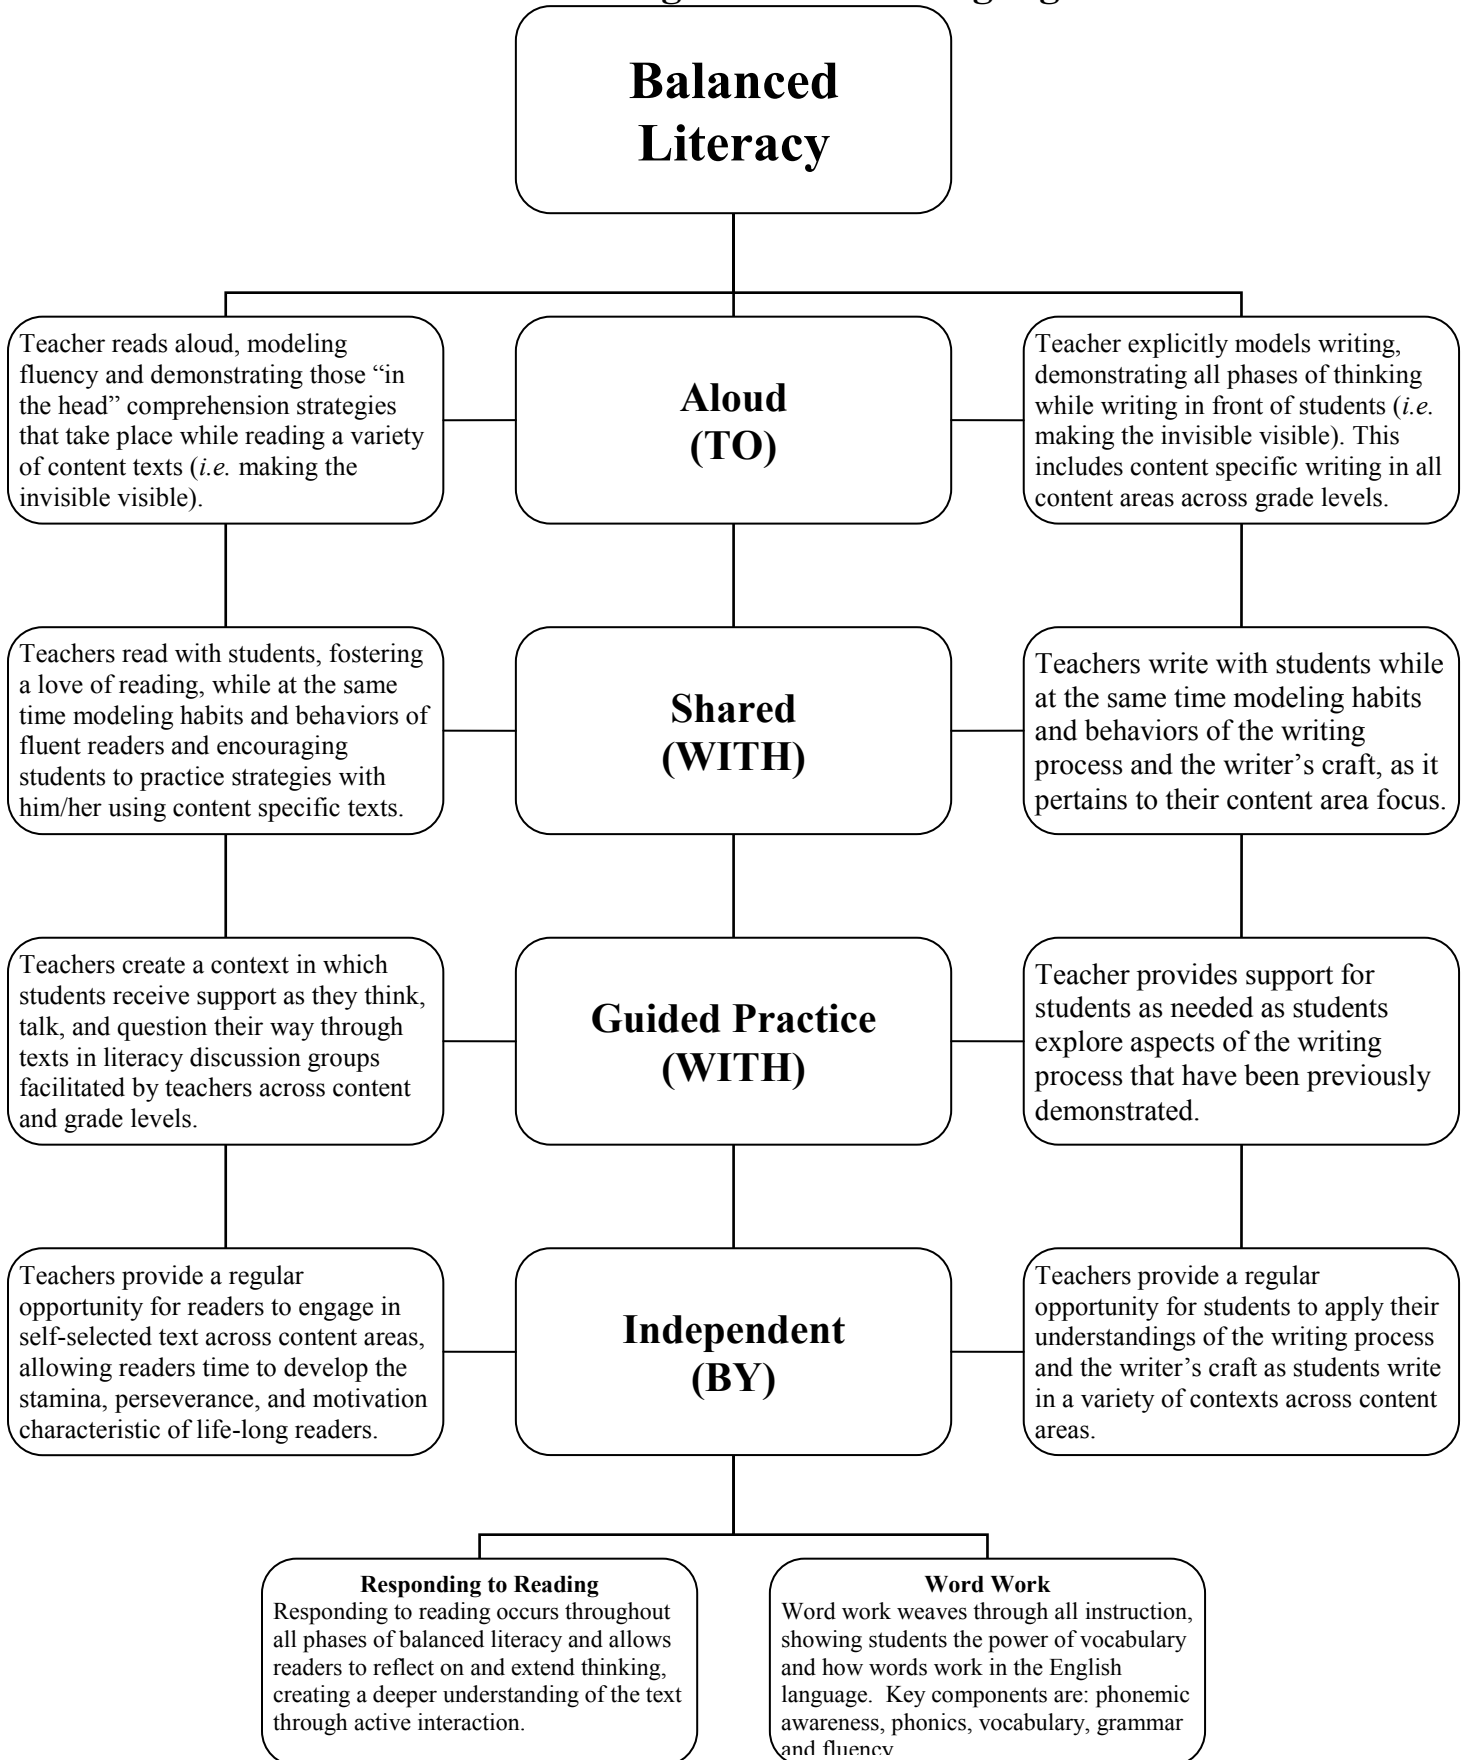 Balanced
Literacy
Teacher reads aloud, modeling
fluency and demonstrating those “in
the head” comprehension strategies
that take place while reading a variety
of content texts (i.e. making the
invisible visible).
Aloud
(TO)
Teacher explicitly models writing,
demonstrating all phases of thinking
while writing in front of students (i.e.
making the invisible visible). This
includes content specific writing in all
content areas across grade levels.
Teachers read with students, fostering
a love of reading, while at the same
time modeling habits and behaviors of
fluent readers and encouraging
students to practice strategies with
him/her using content specific texts.
Shared
(WITH)
Teachers write with students while
at the same time modeling habits
and behaviors of the writing
process and the writer’s craft, as it
pertains to their content area focus.
Teachers create a context in which
students receive support as they think,
talk, and question their way through
texts in literacy discussion groups
facilitated by teachers across content
and grade levels.
Guided Practice
(WITH)
Teacher provides support for
students as needed as students
explore aspects of the writing
process that have been previously
demonstrated.
Teachers provide a regular
opportunity for readers to engage in
self-selected text across content areas,
allowing readers time to develop the
stamina, perseverance, and motivation
characteristic of life-long readers.
Independent
(BY)
Teachers provide a regular
opportunity for students to apply their
understandings of the writing process
and the writer’s craft as students write
in a variety of contexts across content
areas.
Responding to Reading
Responding to reading occurs throughout
all phases of balanced literacy and allows
readers to reflect on and extend thinking,
creating a deeper understanding of the text
through active interaction.
Word Work
Word work weaves through all instruction,
showing students the power of vocabulary
and how words work in the English
language.  Key components are: phonemic
awareness, phonics, vocabulary, grammar
and fluency